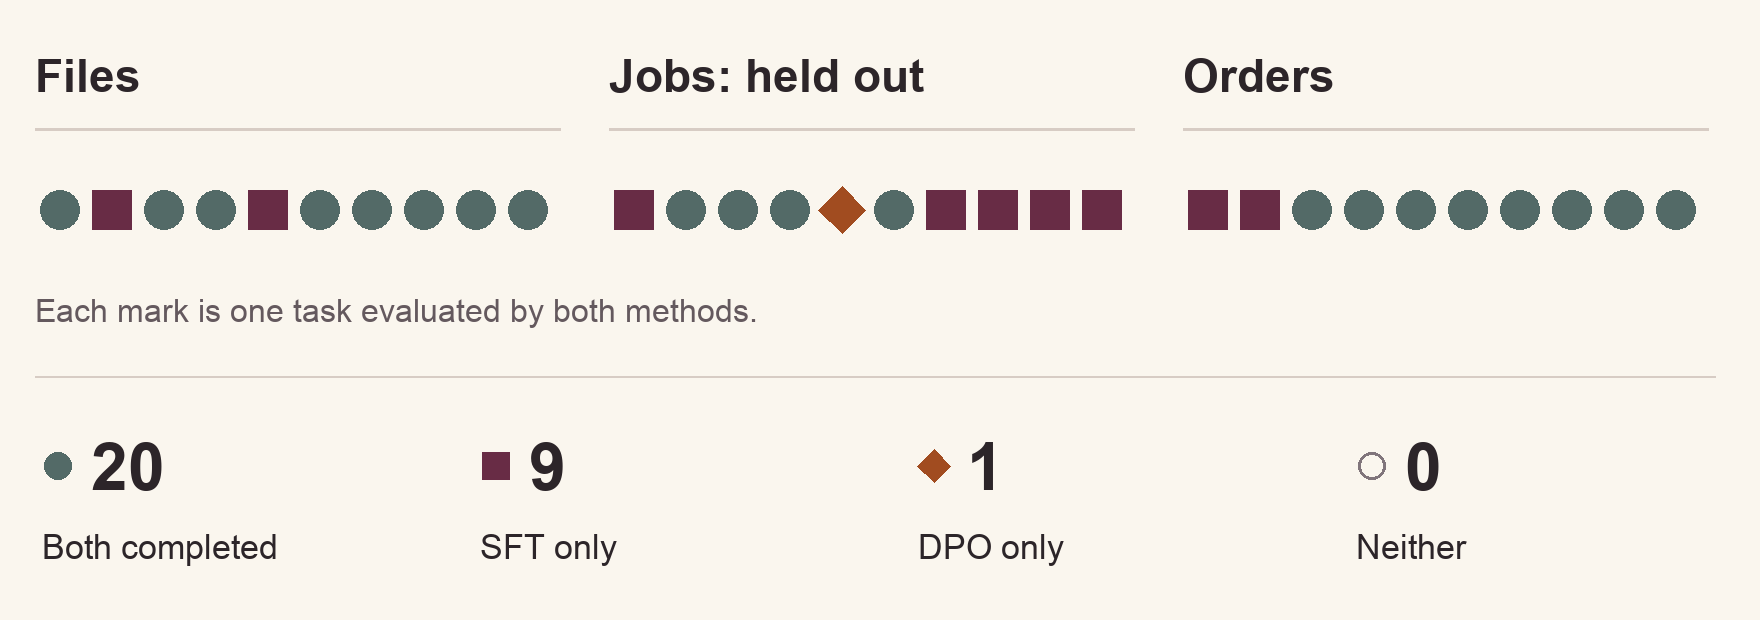 Files
Jobs: held out
Orders
Each mark is one task evaluated by both methods.
20
9
1
0
Both completed
SFT only
DPO only
Neither